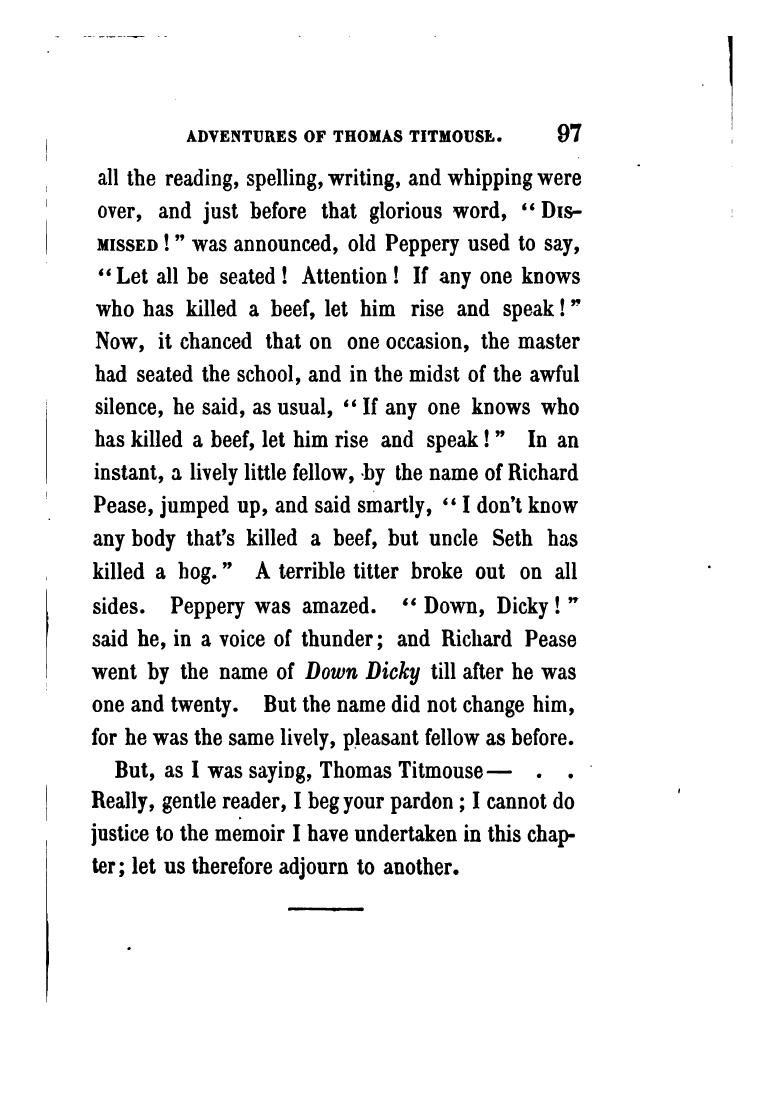 ADVENTURES OF THOMAS TITMOUSE. 97
all the reading, spelling, writing, and whipping were
over, and just before that glorious word, “DIS-
MISSED!” was announced, old Peppery used to say,
“Let all be seated! Attention! If any one knows
who has killed a beef, let him rise and speak!”
Now, it chanced that on one occasion, the master
had seated the school, and in the midst of the awful
silence, he said, as usual, “If any one knows who
has killed a beef, let him rise and speak!” In an
instant, a lively little fellow, by the name of Richard
Pease, jumped up, and said smartly, “I don't know
any body that's killed a beef, but uncle Seth has
killed a hog.” A terrible titter broke out on all
sides. Peppery was amazed. “Down, Dicky!”
said he, in a voice of thunder; and Richard Pease
went by the name of Down Dicky till after he was
one and twenty. But the name did not change him,
for he was the same lively, pleasant fellow as before.
But, as I was saying, Thomas Titmouse— . .
Really, gentle reader, I beg your pardon; I cannot do
justice to the memoir I have undertaken in this chap-
ter; let us therefore adjourn to another.